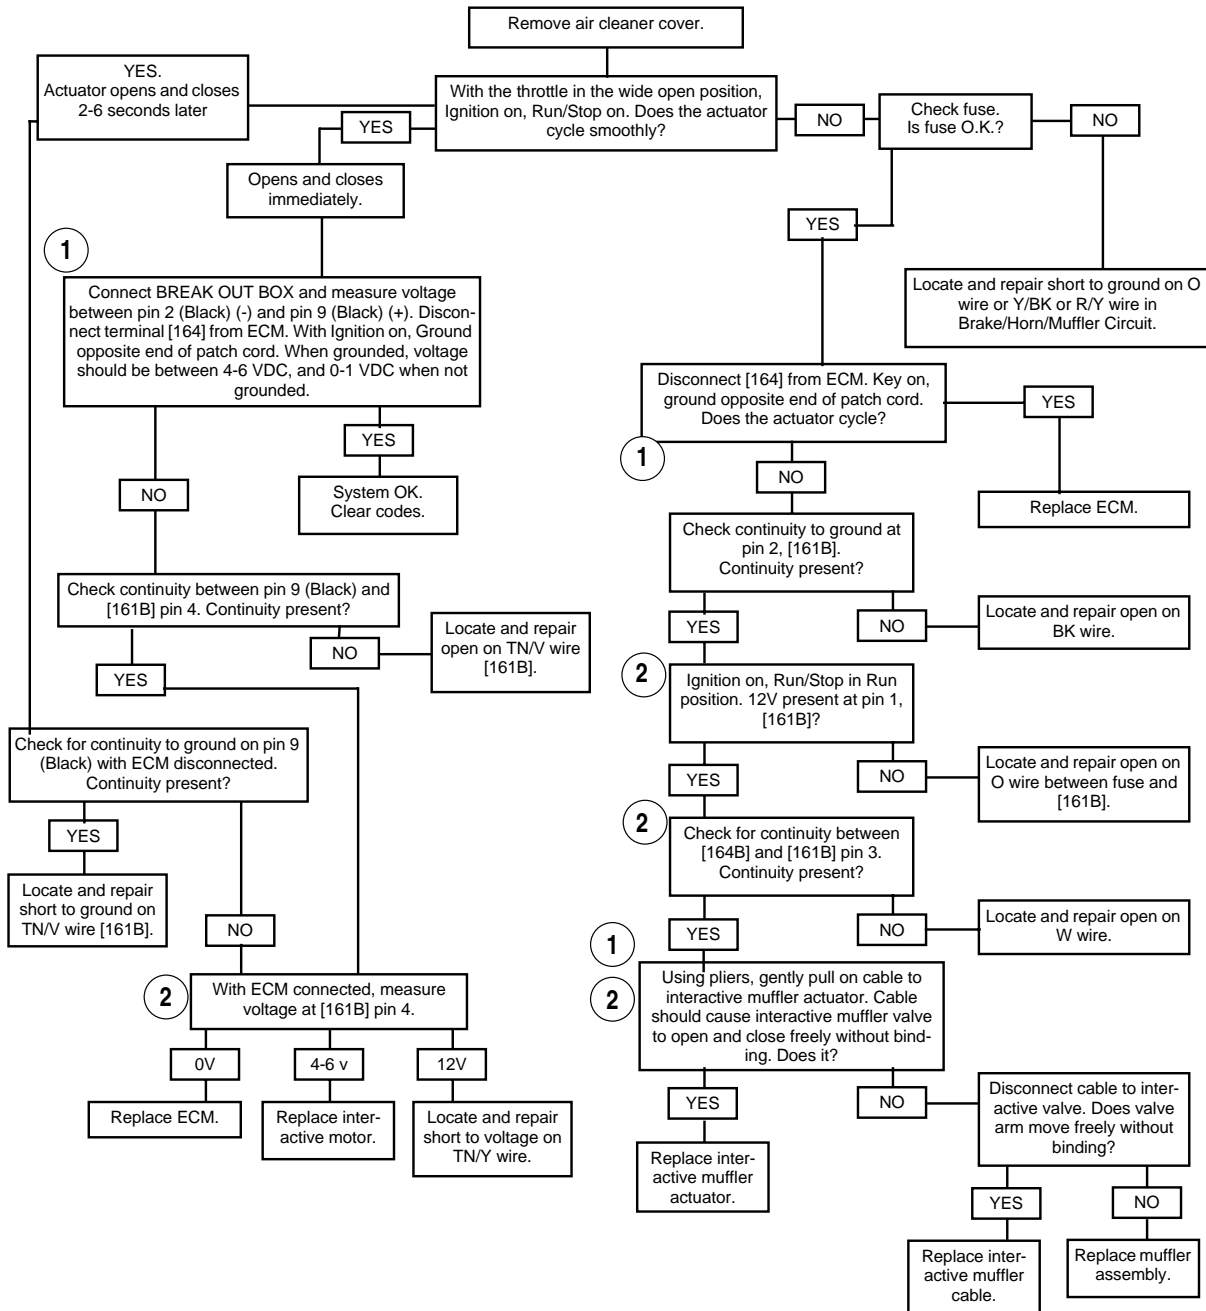 Remove air cleaner cover.
YES.
Actuator opens and closes
2-6 seconds later
With the throttle in the wide open position,
Ignition on, Run/Stop on. Does the actuator
cycle smoothly?
YES
NO
Check fuse.
Is fuse O.K.?
NO
Opens and closes
immediately.
YES
Locate and repair short to ground on O
wire or Y/BK or R/Y wire in
Brake/Horn/Muffler Circuit.
1
Connect BREAK OUT BOX and measure voltage
between pin 2 (Black) (-) and pin 9 (Black) (+). Discon-
nect terminal [164] from ECM. With Ignition on, Ground
opposite end of patch cord. When grounded, voltage
should be between 4-6 VDC, and 0-1 VDC when not
grounded.
Disconnect [164] from ECM. Key on,
ground opposite end of patch cord.
Does the actuator cycle?
1
YES
YES
NO
System OK.
Clear codes.
NO
Replace ECM.
Check continuity to ground at
pin 2, [161B].
Continuity present?
Check continuity between pin 9 (Black) and
[161B] pin 4. Continuity present?
YES
NO
Locate and repair open on
BK wire.
NO
Locate and repair
open on TN/V wire
[161B].
YES
2
Ignition on, Run/Stop in Run
position. 12V present at pin 1,
[161B]?
Check for continuity to ground on pin 9
(Black) with ECM disconnected.
Continuity present?
YES
NO
Locate and repair open on
O wire between fuse and
[161B].
YES
2
Check for continuity between
[164B] and [161B] pin 3.
Continuity present?
Locate and repair
short to ground on
TN/V wire [161B].
NO
YES
NO
Locate and repair open on
W wire.
1
2
Using pliers, gently pull on cable to
interactive muffler actuator. Cable
should cause interactive muffler valve
to open and close freely without bind-
ing. Does it?
2
With ECM connected, measure
voltage at [161B] pin 4.
0V
4-6 v
12V
Replace ECM.
Replace inter-
active motor.
Locate and repair
short to voltage on
TN/Y wire.
YES
NO
Disconnect cable to inter-
active valve. Does valve
arm move freely without
binding?
Replace inter-
active muffler
actuator.
YES
NO
Replace inter-
active muffler
cable.
Replace muffler
assembly.